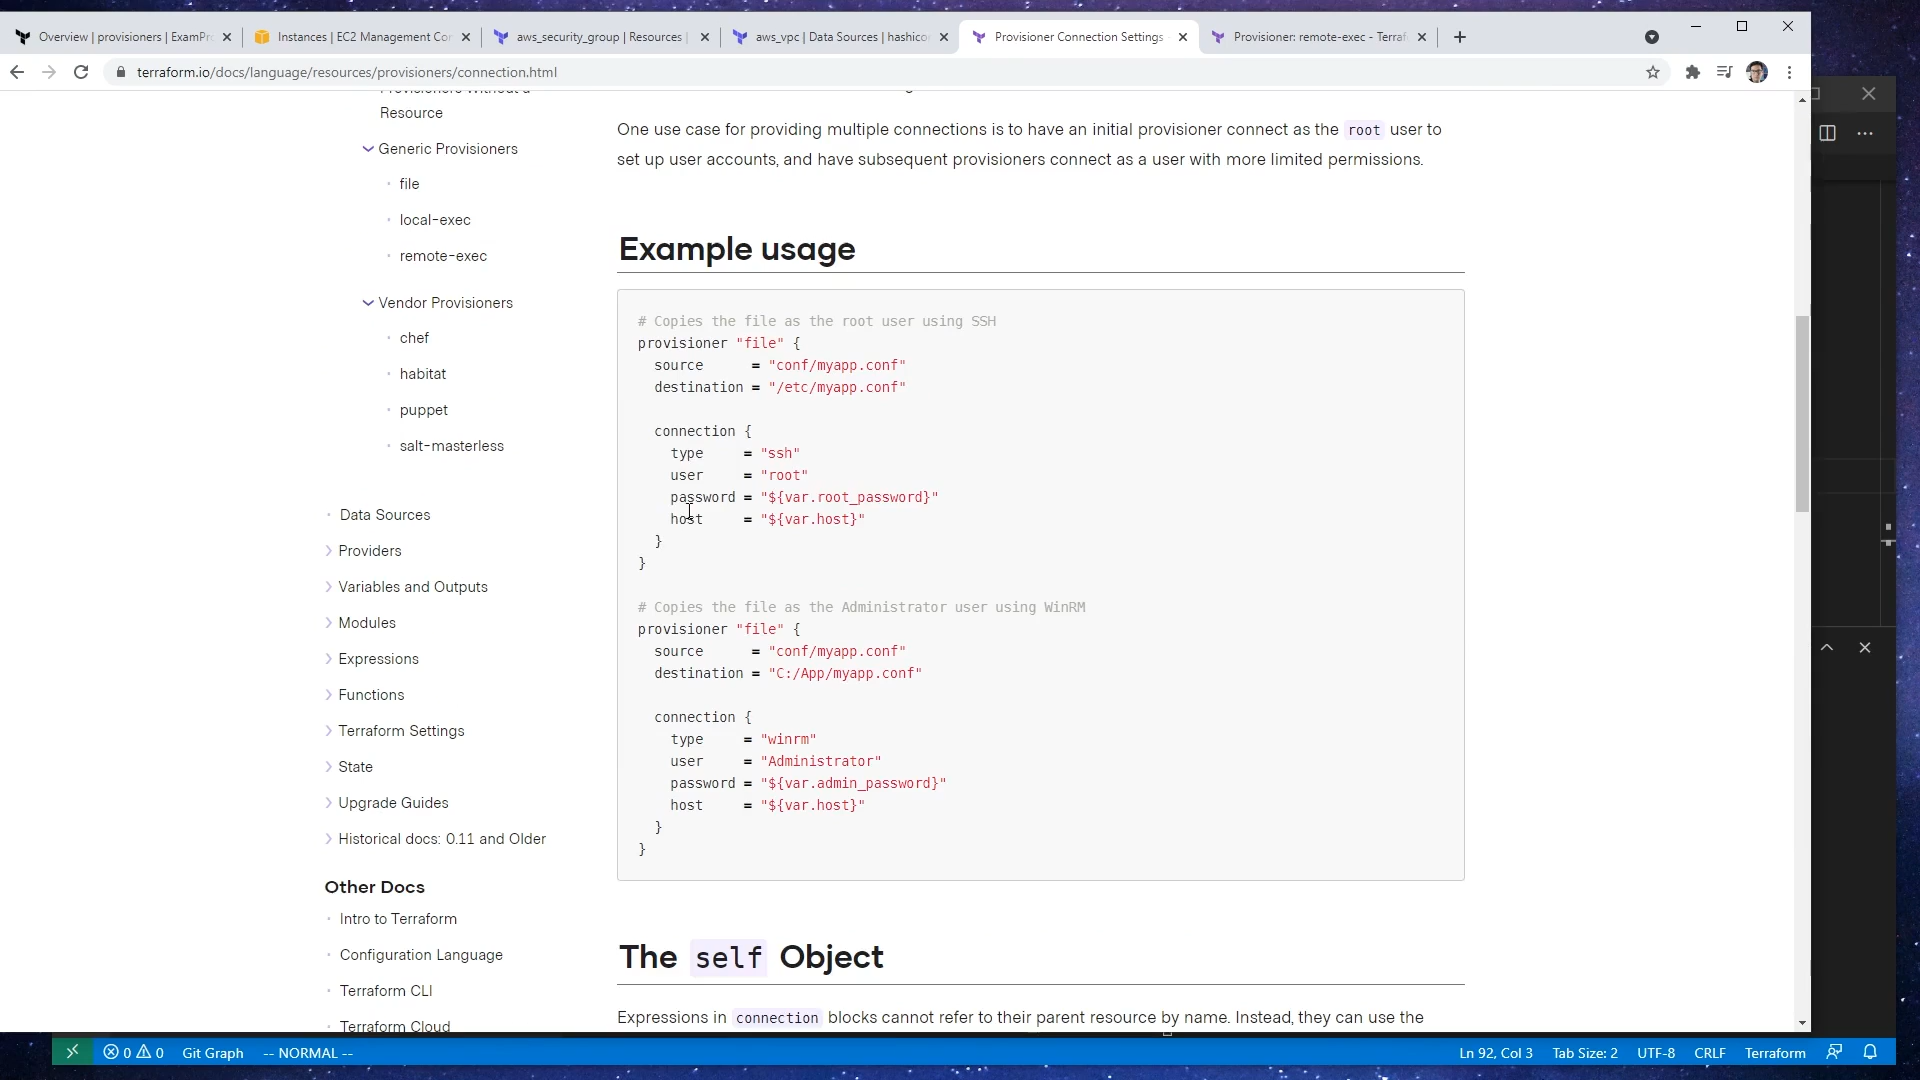 Overview | provisioners | ExamPr
Instances | EC2 Management Con
aws_security_group | Resources |
aws_vpc | Data Sources | hashico
Provisioner Connection Settings
Provisioner: remote-exec - Terraf
terraform.io/docs/language/resources/provisioners/connection.html
Provisioners Without a
Resource
Generic Provisioners
file
local-exec
remote-exec
Vendor Provisioners
chef
habitat
puppet
salt-masterless
Data Sources
Providers
Variables and Outputs
Modules
Expressions
Functions
Terraform Settings
State
Upgrade Guides
Historical docs: 0.11 and Older
Other Docs
Intro to Terraform
Configuration Language
Terraform CLI
Terraform Cloud
One use case for providing multiple connections is to have an initial provisioner connect as the root user to
set up user accounts, and have subsequent provisioners connect as a user with more limited permissions.
Example usage
# Copies the file as the root user using SSH
provisioner "file" {
source = "conf/myapp.conf"
destination = "/etc/myapp.conf"
connection {
type = "ssh"
user = "root"
password = "${var.root_password}"
host = "${var.host}"
}
}
# Copies the file as the Administrator user using WinRM
provisioner "file" {
source = "conf/myapp.conf"
destination = "C:/App/myapp.conf"
connection {
type = "winrm"
user = "Administrator"
password = "${var.admin_password}"
host = "${var.host}"
}
}
The self Object
Expressions in connection blocks cannot refer to their parent resource by name. Instead, they can use the
0 0 Git Graph -- NORMAL -- Ln 92, Col 3 Tab Size: 2 UTF-8 CRLF Terraform